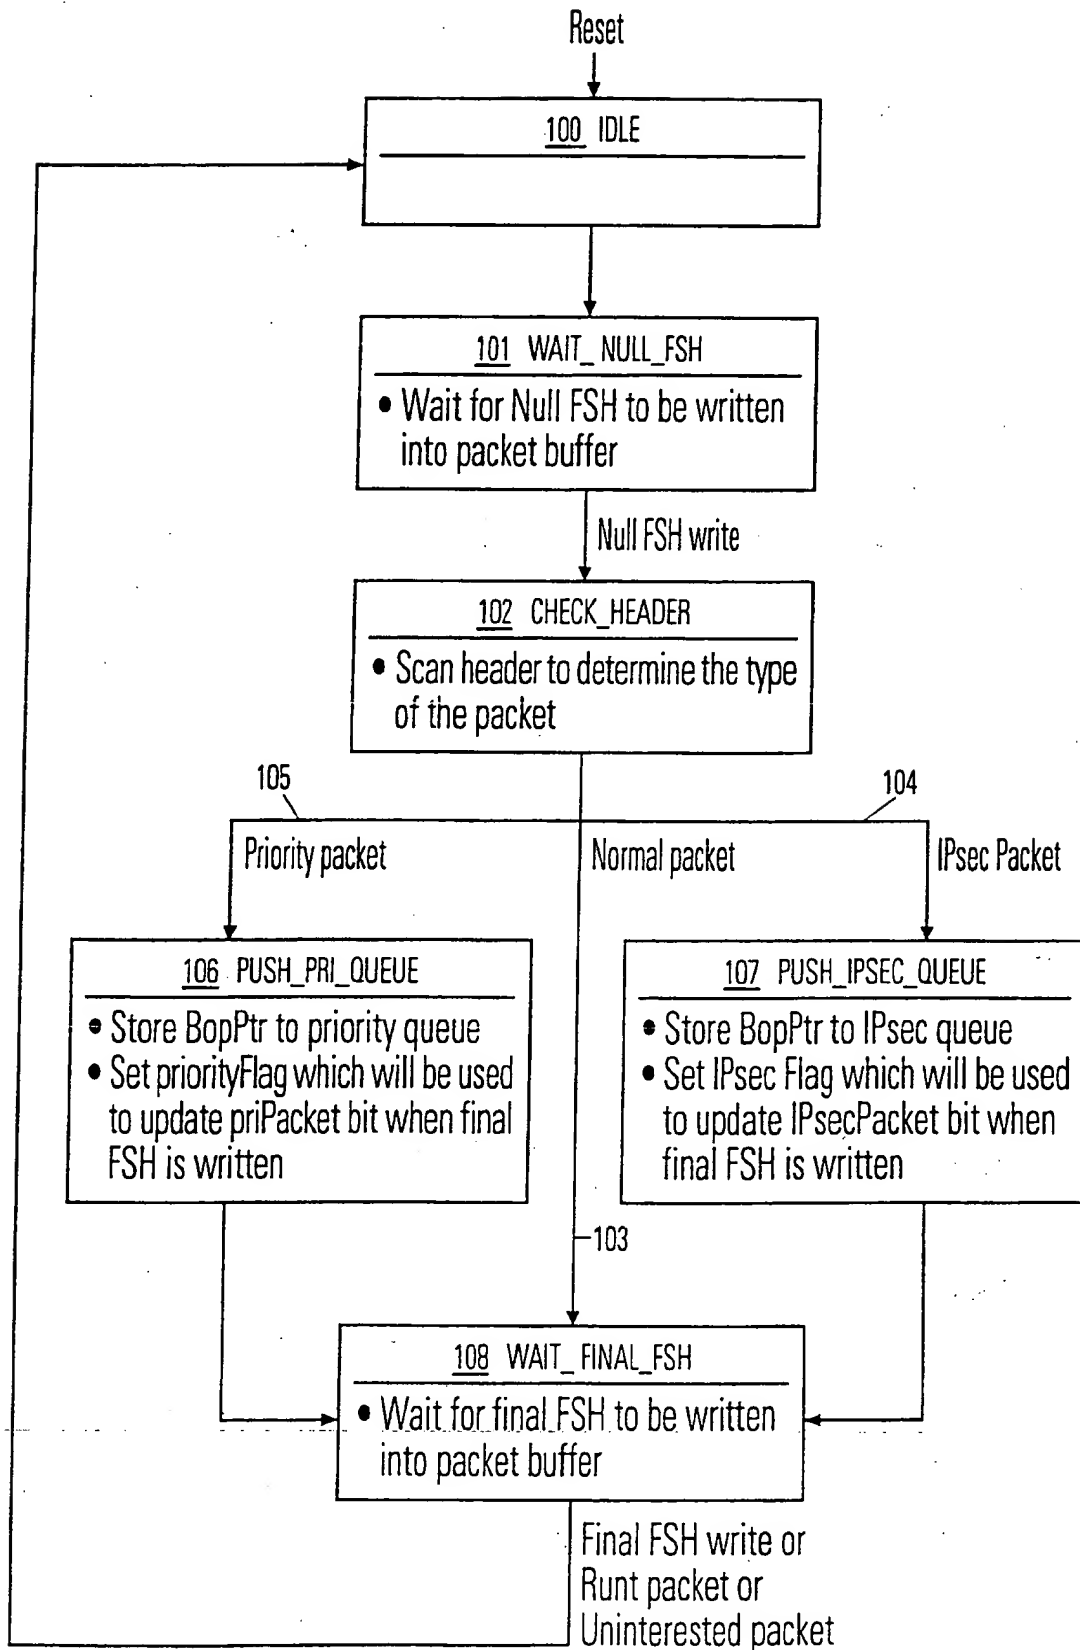 Reset
100 IDLE
101 WAIT_NULL_FSH
• Wait for Null FSH to be written
into packet buffer
Null FSH write
102 CHECK_HEADER
• Scan header to determine the type
of the packet
105
104
Priority packet
Normal packet
IPsec Packet
106 PUSH_PRI_QUEUE
• Store BopPtr to priority queue
• Set priorityFlag which will be used
to update priPacket bit when final
FSH is written
107 PUSH_IPSEC_QUEUE
• Store BopPtr to IPsec queue
• Set IPsec Flag which will be used
to update IPsecPacket bit when
final FSH is written
103
108 WAIT_FINAL_FSH
• Wait for final FSH to be written
into packet buffer
Final FSH write or
Runt packet or
Uninterested packet